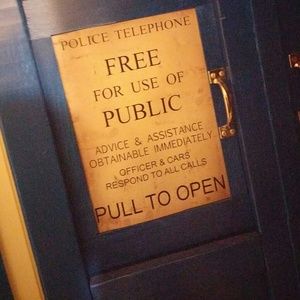 POLICE TELEPHONE
FREE
FOR USE OF
PUBLIC
ADVICE & ASSISTANCE
OBTAINABLE IMMEDIATELY
OFFICER & CARS
RESPOND TO ALL CALLS
PULL TO OPEN